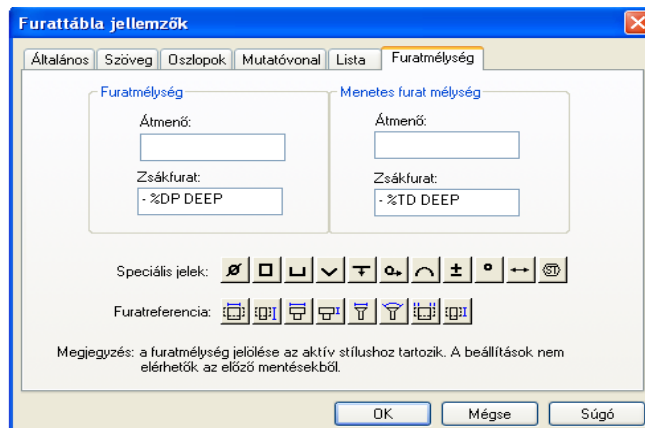 Furattábla jellemzők
Általános Szöveg Oszlopok Mutatóvonal Lista Furatmélység
Furatmélység
Átmenő:
Zsákfurat:
- %DP DEEP
Menetes furat mélység
Átmenő:
Zsákfurat:
- %TD DEEP
Speciális jelek:
Furatreferencia:
Megjegyzés: a furatmélység jelölése az aktív stílushoz tartozik. A beállítások nem
elérhetők az előző mentésekből.
OK Mégse Súgó